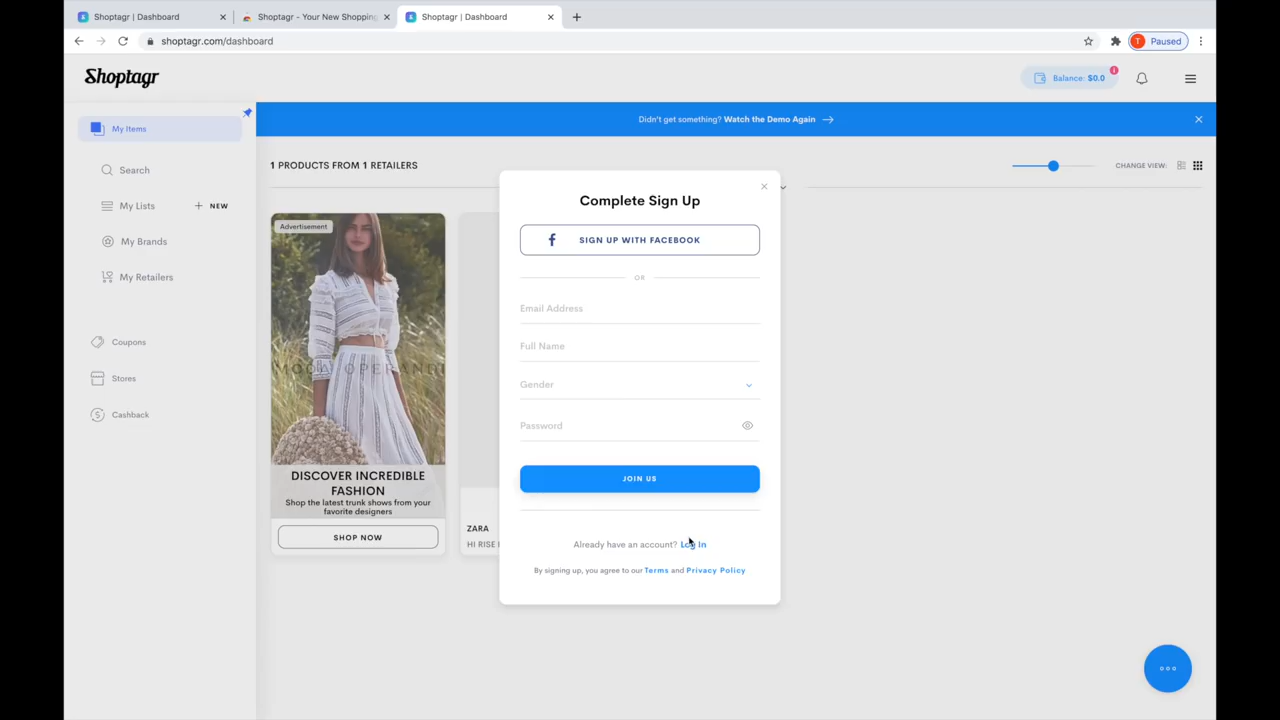 Shoptagr | Dashboard
Shoptagr - Your New Shopping
Shoptagr | Dashboard
shoptagr.com/dashboard
T Paused
Shoptagr
Balance: $0.0
My Items
Didn't get something? Watch the Demo Again
1 PRODUCTS FROM 1 RETAILERS
CHANGE VIEW:
Search
My Lists
+ NEW
My Brands
My Retailers
Coupons
Stores
Cashback
Advertisement
MODA OPERANDI
DISCOVER INCREDIBLE
FASHION
Shop the latest trunk shows from your
favorite designers
SHOP NOW
ZARA
HI RISE
Complete Sign Up
SIGN UP WITH FACEBOOK
OR
Email Address
Full Name
Gender
Password
JOIN US
Already have an account? Log In
By signing up, you agree to our Terms and Privacy Policy